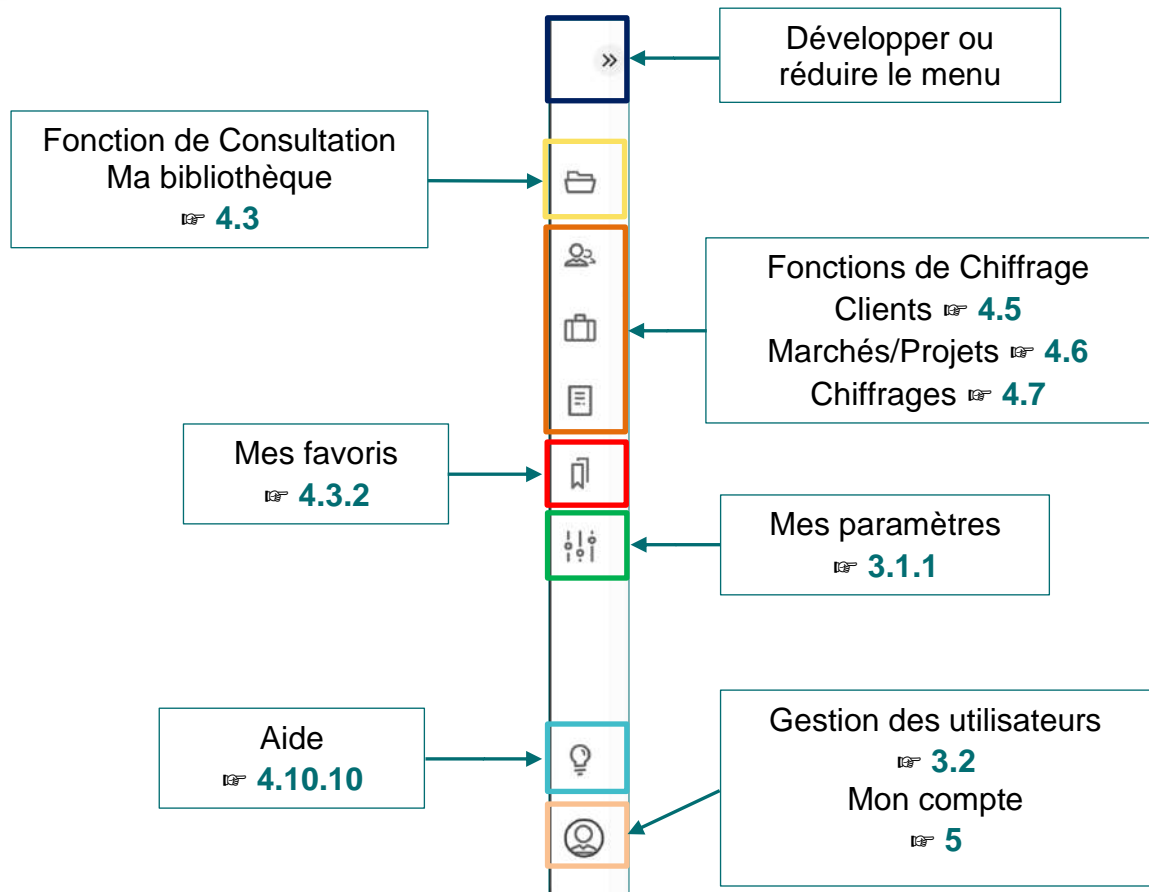 Développer ou
réduire le menu
»
Fonction de Consultation
Ma bibliothèque
☞ 4.3
Fonctions de Chiffrage
Clients ☞ 4.5
Marchés/Projets ☞ 4.6
Chiffrages ☞ 4.7
Mes favoris
☞ 4.3.2
Mes paramètres
☞ 3.1.1
Aide
☞ 4.10.10
Gestion des utilisateurs
☞ 3.2
Mon compte
☞ 5